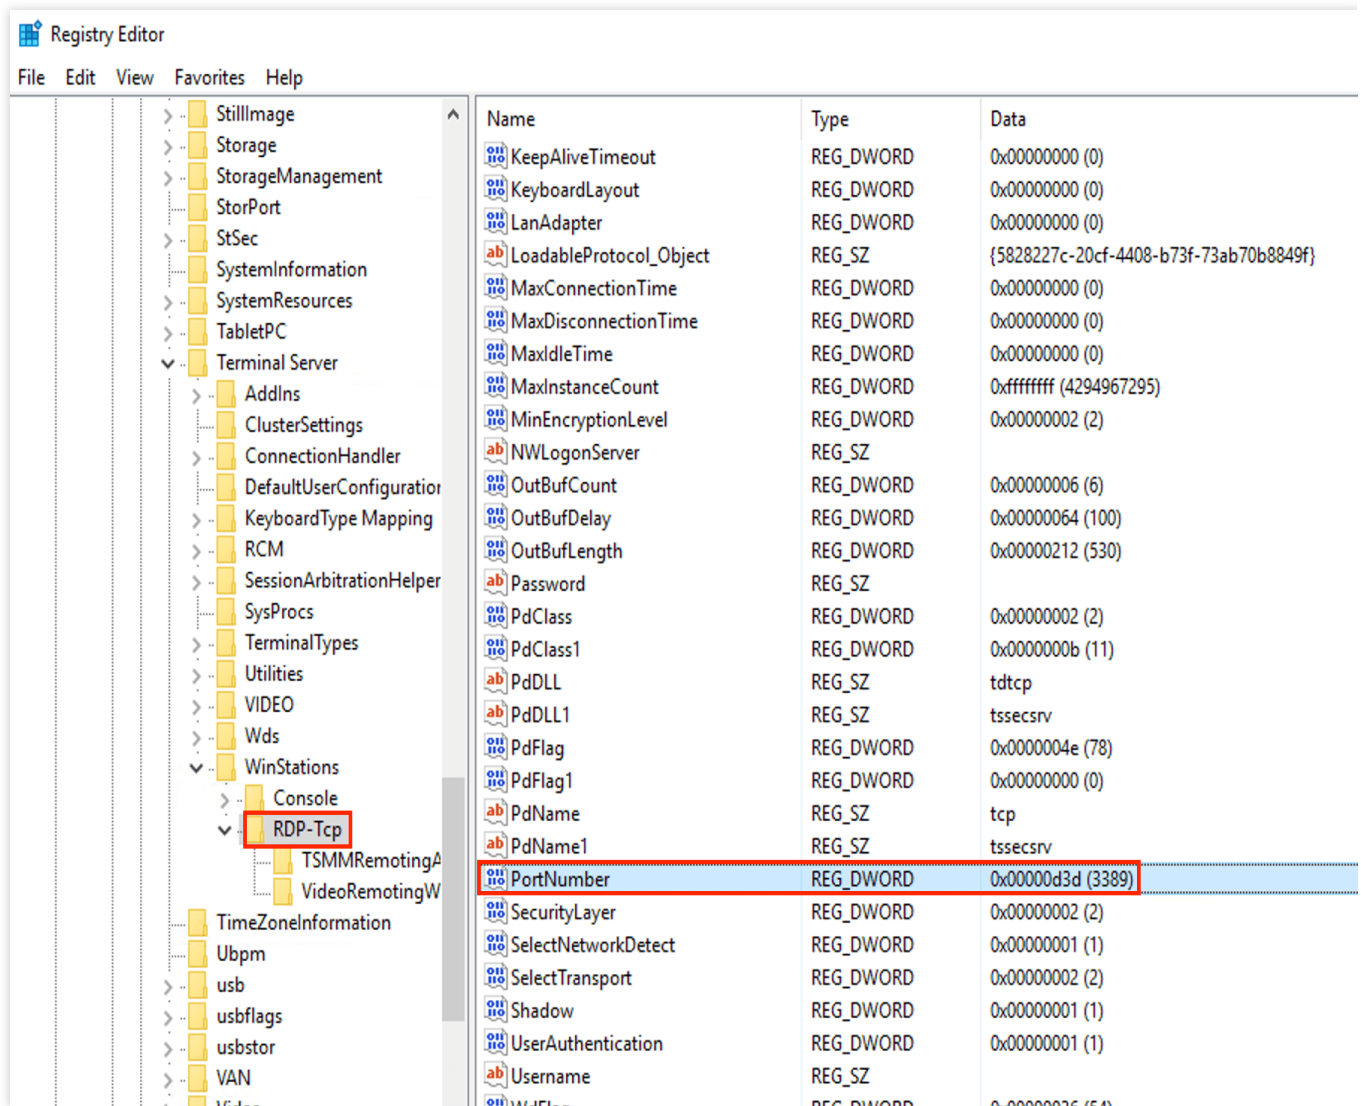 Registry Editor
File Edit View Favorites Help
StillImage
Storage
StorageManagement
StorPort
StSec
SystemInformation
SystemResources
TabletPC
Terminal Server
AddIns
ClusterSettings
ConnectionHandler
DefaultUserConfiguration
KeyboardType Mapping
RCM
SessionArbitrationHelper
SysProcs
TerminalTypes
Utilities
VIDEO
Wds
WinStations
Console
RDP-Tcp
TSMMRemotingA
VideoRemotingW
TimeZoneInformation
Ubpm
usb
usbflags
usbstor
VAN
Video
Name Type Data
KeepAliveTimeout REG_DWORD 0x00000000 (0)
KeyboardLayout REG_DWORD 0x00000000 (0)
LanAdapter REG_DWORD 0x00000000 (0)
LoadableProtocol_Object REG_SZ {5828227c-20cf-4408-b73f-73ab70b8849f}
MaxConnectionTime REG_DWORD 0x00000000 (0)
MaxDisconnectionTime REG_DWORD 0x00000000 (0)
MaxIdleTime REG_DWORD 0x00000000 (0)
MaxInstanceCount REG_DWORD 0xffffffff (4294967295)
MinEncryptionLevel REG_DWORD 0x00000002 (2)
NWLogonServer REG_SZ
OutBufCount REG_DWORD 0x00000006 (6)
OutBufDelay REG_DWORD 0x00000064 (100)
OutBufLength REG_DWORD 0x00000212 (530)
Password REG_SZ
PdClass REG_DWORD 0x00000002 (2)
PdClass1 REG_DWORD 0x0000000b (11)
PdDLL REG_SZ tdtcp
PdDLL1 REG_SZ tssecsrv
PdFlag REG_DWORD 0x0000004e (78)
PdFlag1 REG_DWORD 0x00000000 (0)
PdName REG_SZ tcp
PdName1 REG_SZ tssecsrv
PortNumber REG_DWORD 0x00000d3d (3389)
SecurityLayer REG_DWORD 0x00000002 (2)
SelectNetworkDetect REG_DWORD 0x00000001 (1)
SelectTransport REG_DWORD 0x00000002 (2)
Shadow REG_DWORD 0x00000001 (1)
UserAuthentication REG_DWORD 0x00000001 (1)
Username REG_SZ
WdFlag REG_DWORD 0x00000036 (54)